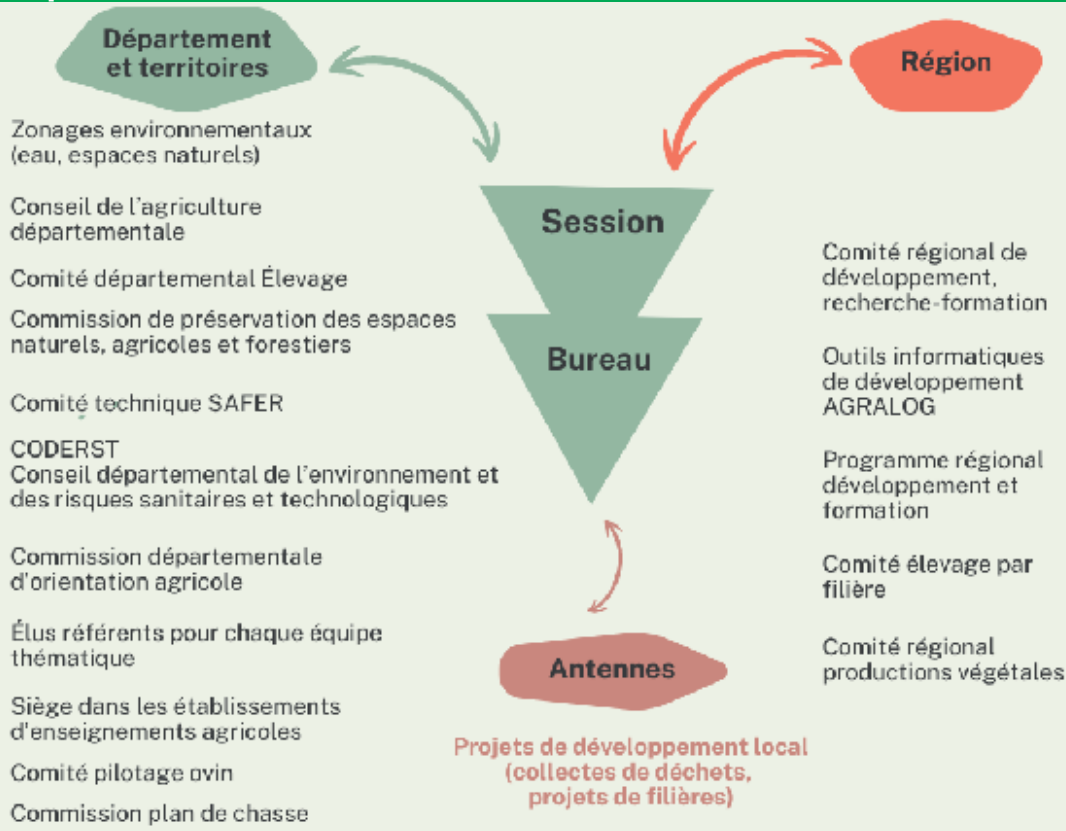 Département
et territoires
Zonages environnementaux
(eau, espaces naturels)
Conseil de l'agriculture
départementale
Comité départemental Élevage
Commission de préservation des espaces
naturels, agricoles et forestiers
Comité technique SAFER
CODERST
Conseil départemental de l'environnement et
des risques sanitaires et technologiques
Commission départementale
d'orientation agricole
Élus référents pour chaque équipe
thématique
Siège dans les établissements
d'enseignements agricoles
Comité pilotage ovin
Commission plan de chasse
Session
Bureau
Antennes
Projets de développement local
(collectes de déchets,
projets de filières)
Région
Comité régional de
développement,
recherche-formation
Outils informatiques
de développement
AGRALOG
Programme régional
développement et
formation
Comité élevage par
filière
Comité régional
productions végétales